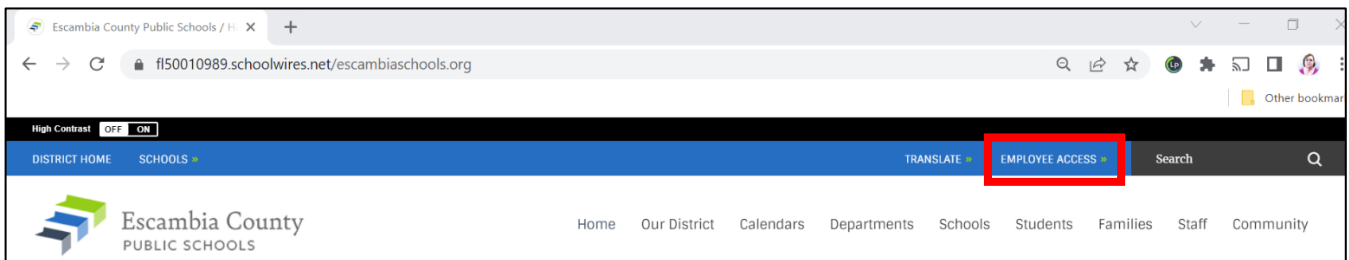 Escambia County Public Schools / H
fl50010989.schoolwires.net/escambiaschools.org
LP
Other bookmar
High Contrast OFF ON
DISTRICT HOME SCHOOLS » TRANSLATE » EMPLOYEE ACCESS » Search
Escambia County
PUBLIC SCHOOLS
Home Our District Calendars Departments Schools Students Families Staff Community